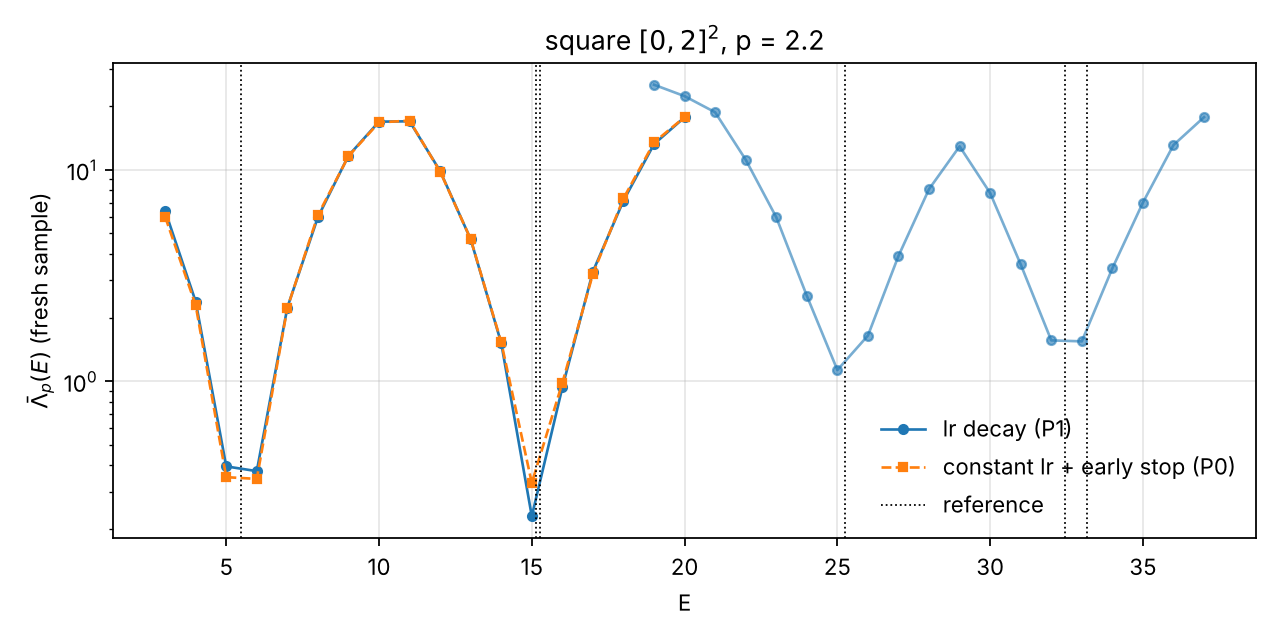 square [0, 2]², p = 2.2
Λ̄ₚ(E) (fresh sample)
10¹
10⁰
lr decay (P1)
constant lr + early stop (P0)
reference
5 10 15 20 25 30 35
E